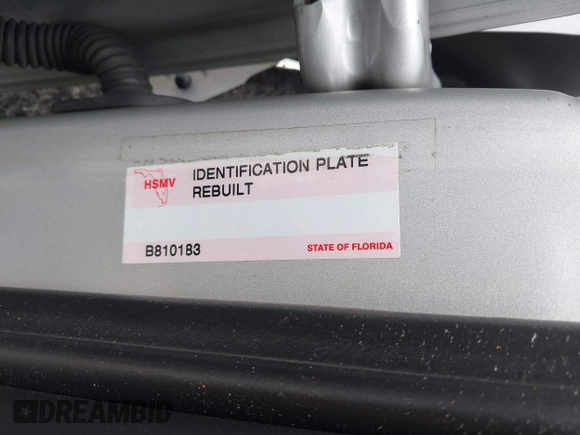 IDENTIFICATION PLATE
HSMV
REBUILT
B810183
STATE OF FLORIDA
DREAMBID